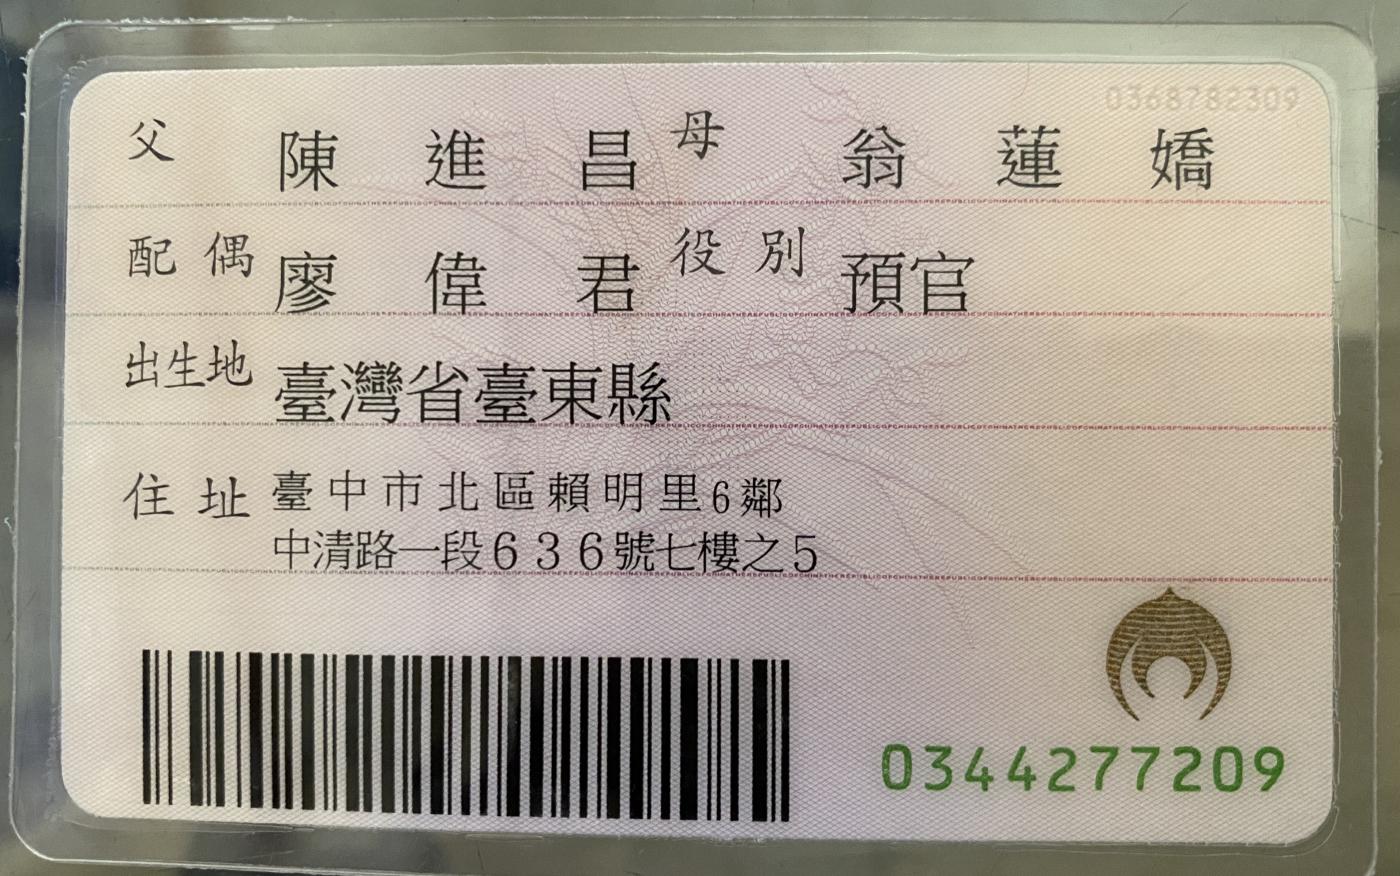 0368782309
父 陳進昌 母 翁蓮嬌
配偶 廖偉君 役別 預官
出生地 臺灣省臺東縣
住址 臺中市北區賴明里6鄰
中清路一段636號七樓之5
0344277209